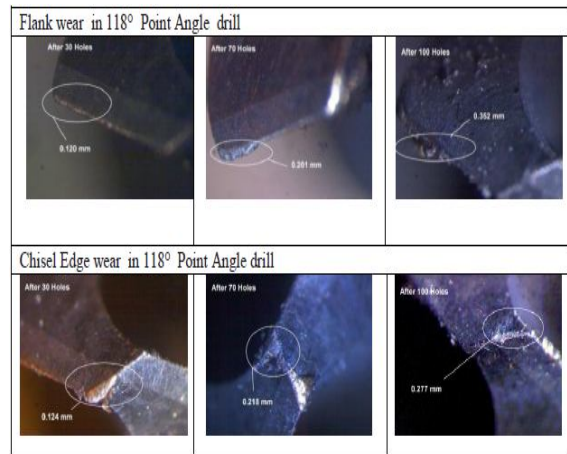 Flank wear in 118° Point Angle drill
After 30 Holes
0.120 mm
After 70 Holes
0.201 mm
After 100 Holes
0.352 mm
Chisel Edge wear in 118° Point Angle drill
After 30 Holes
0.124 mm
After 70 Holes
0.218 mm
After 100 Holes
0.277 mm